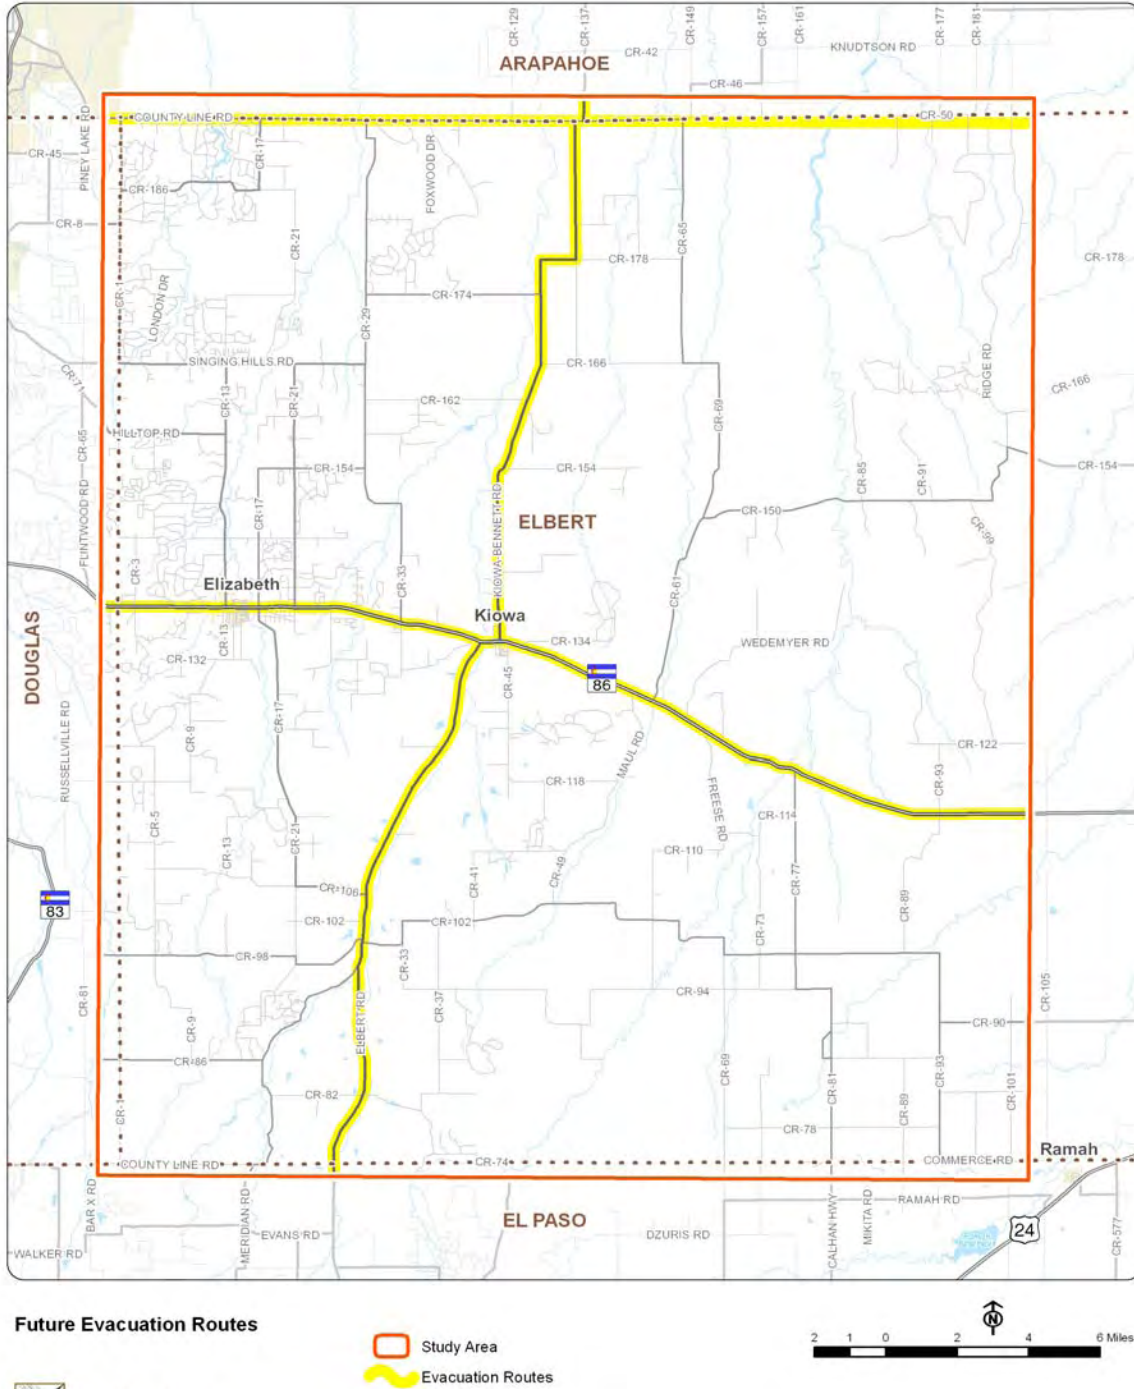 CR-129
CR-137
CR-149
CR-157
CR-161
CR-177
CR-181
CR-42
KNUDTSON RD
ARAPAHOE
CR-46
PINEY LAKE RD
COUNTY LINE RD
CR-50
CR-45
CR-17
FOXWOOD DR
CR-186
CR-8
CR-21
CR-65
CR-178
CR-178
CR-1
LONDON DR
CR-174
CR-29
SINGING HILLS RD
CR-166
RIDGE RD
CR-71
CR-166
CR-13
CR-21
CR-162
CR-69
HILLTOP RD
CR-65
CR-154
CR-154
CR-85
CR-91
CR-154
FLINTWOOD RD
CR-17
KIOWA-BENNETT RD
ELBERT
CR-150
CR-99
CR-3
Elizabeth
CR-33
CR-61
Kiowa
DOUGLAS
CR-13
CR-134
WEDEMYER RD
CR-132
CR-45
86
RUSSELLVILLE RD
CR-9
CR-17
MAUL RD
CR-122
CR-118
FREESE RD
CR-93
CR-5
CR-13
CR-21
CR-114
CR-110
CR-41
CR-49
CR-77
83
CR-106
CR-102
CR-102
CR-73
CR-89
CR-98
CR-33
CR-81
CR-94
CR-105
CR-37
CR-9
ELBERT RD
CR-90
CR-86
CR-69
CR-81
CR-93
CR-82
CR-89
CR-101
CR-1
CR-78
COUNTY LINE RD
CR-74
COMMERCE RD
Ramah
BAR X RD
MERIDIAN RD
CALHAN HWY
MIKITA RD
RAMAH RD
EL PASO
EVANS RD
DZURIS RD
24
CR-577
WALKER RD
Future Evacuation Routes
N
Study Area
2 1 0 2 4 6 Miles
Evacuation Routes